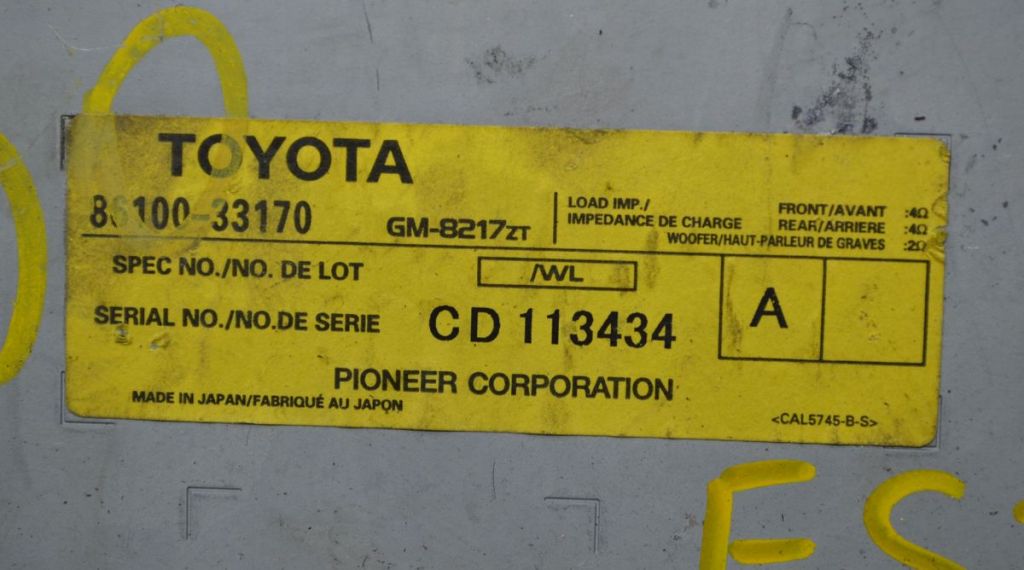 TOYOTA
86100-33170
GM-8217ZT
LOAD IMP./
IMPEDANCE DE CHARGE
FRONT/AVANT :4Ω
REAR/ARRIERE :4Ω
WOOFER/HAUT-PARLEUR DE GRAVES :2Ω
SPEC NO./NO. DE LOT
/WL
A
SERIAL NO./NO.DE SERIE
CD 113434
PIONEER CORPORATION
MADE IN JAPAN/FABRIQUÉ AU JAPON
<CAL5745-B-S>
ES